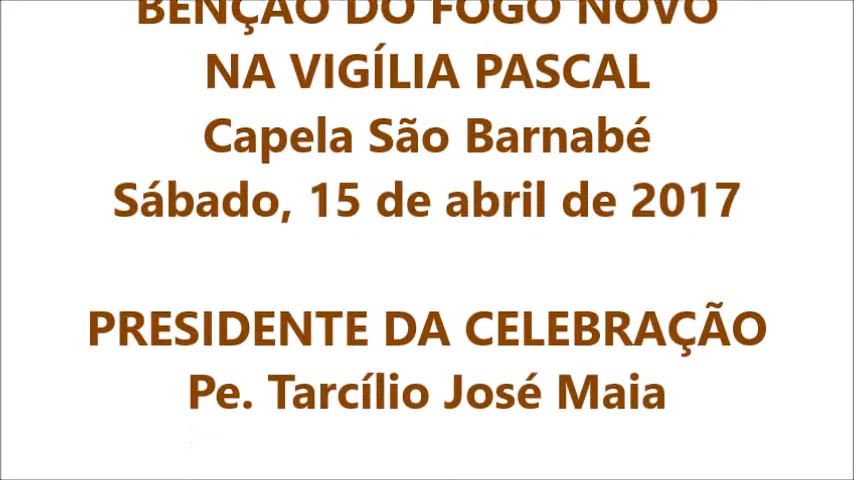 BENÇÃO DO FOGO NOVO
NA VIGÍLIA PASCAL
Capela São Barnabé
Sábado, 15 de abril de 2017
PRESIDENTE DA CELEBRAÇÃO
Pe. Tarcílio José Maia